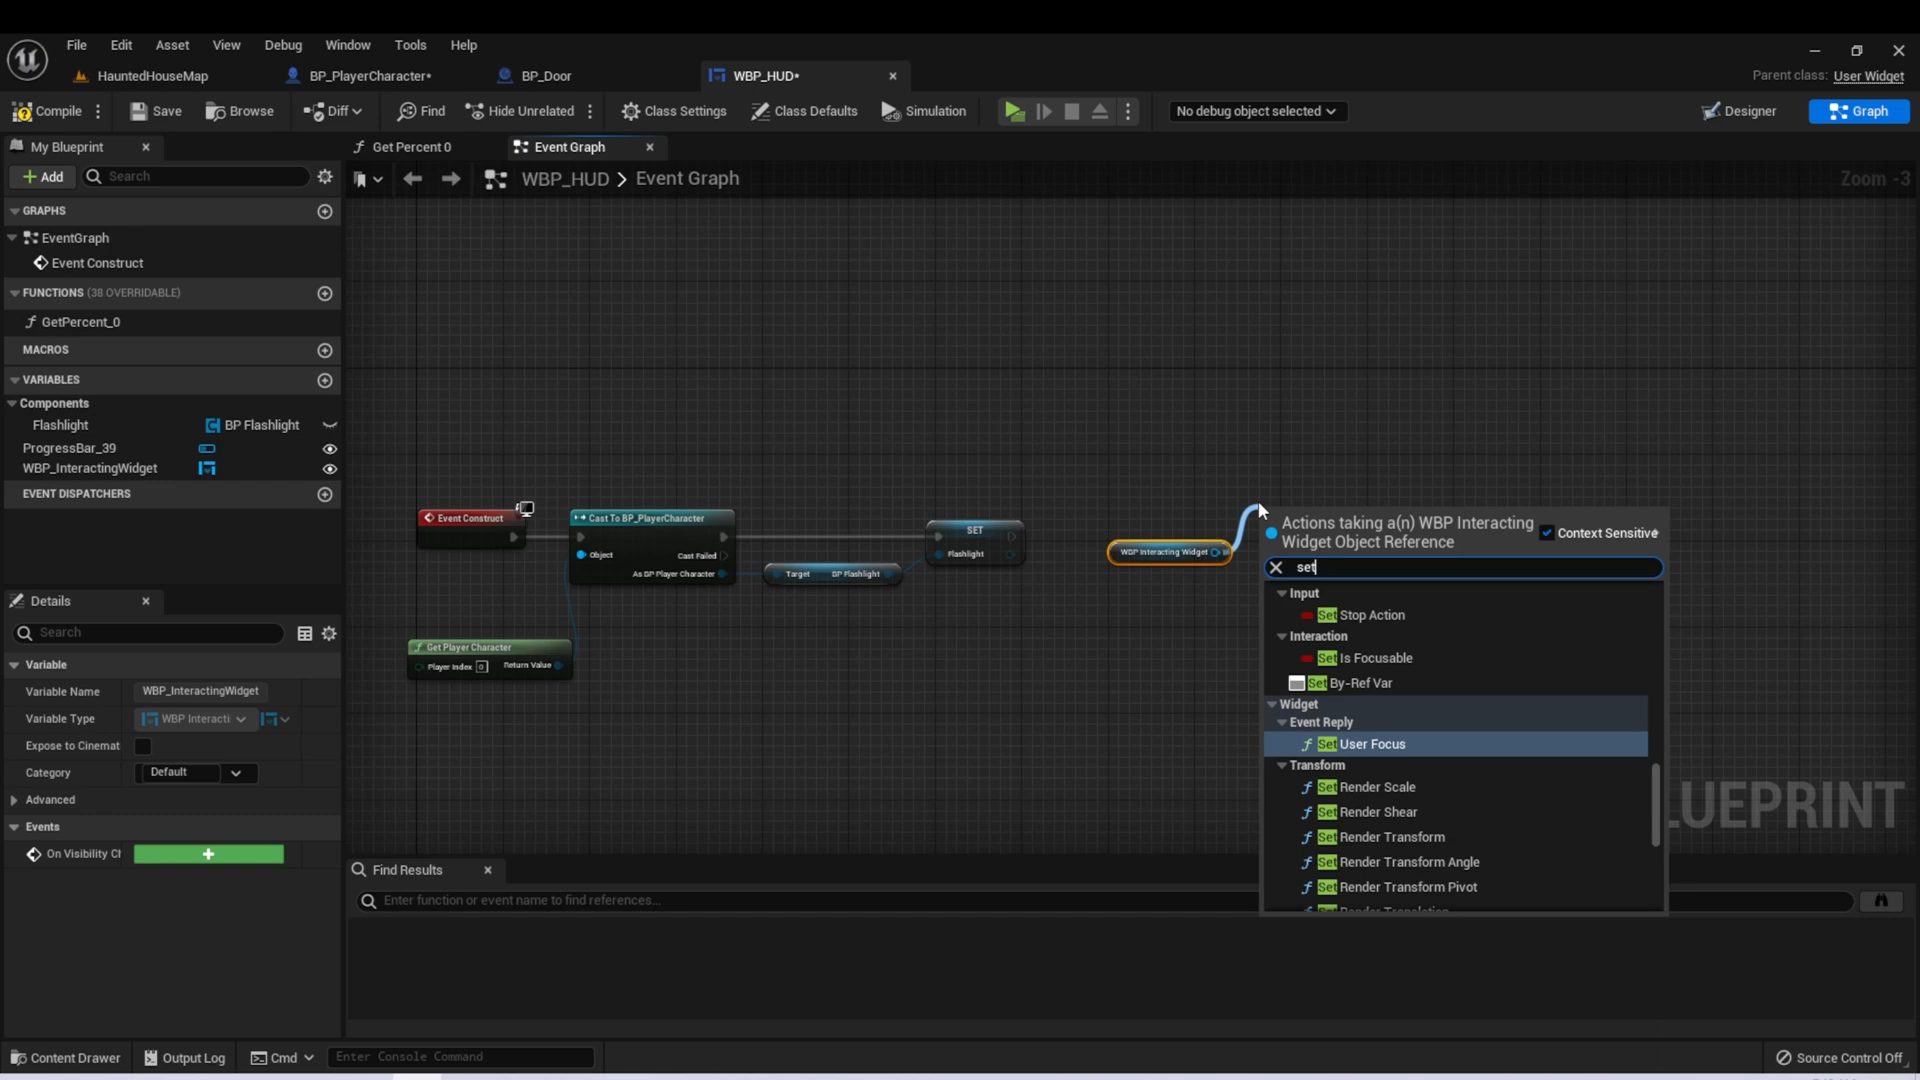 File Edit Asset View Debug Window Tools Help
HauntedHouseMap BP_PlayerCharacter* BP_Door WBP_HUD*
Parent class: User Widget
Compile Save Browse Diff Find Hide Unrelated Class Settings Class Defaults Simulation No debug object selected Designer Graph
My Blueprint Get Percent 0 Event Graph
Add Search WBP_HUD > Event Graph Zoom -3
GRAPHS
EventGraph
Event Construct
FUNCTIONS (38 OVERRIDABLE)
GetPercent_0
MACROS
VARIABLES
Components
Flashlight BP Flashlight
ProgressBar_39
WBP_InteractingWidget
EVENT DISPATCHERS
Event Construct
Cast To BP_PlayerCharacter
Object
Cast Failed
As BP Player Character
Target BP Flashlight
SET
Flashlight
WBP Interacting Widget
Get Player Character
Player Index 0 Return Value
Actions taking a(n) WBP Interacting
Widget Object Reference
Context Sensitive
set
Input
Set Stop Action
Interaction
Set Is Focusable
Set By-Ref Var
Widget
Event Reply
Set User Focus
Transform
Set Render Scale
Set Render Shear
Set Render Transform
Set Render Transform Angle
Set Render Transform Pivot
Set Render Translation
LUEPRINT
Details
Search
Variable
Variable Name WBP_InteractingWidget
Variable Type WBP Interacti
Expose to Cinemat
Category Default
Advanced
Events
On Visibility Cl +
Find Results
Enter function or event name to find references...
Content Drawer Output Log Cmd Enter Console Command Source Control Off